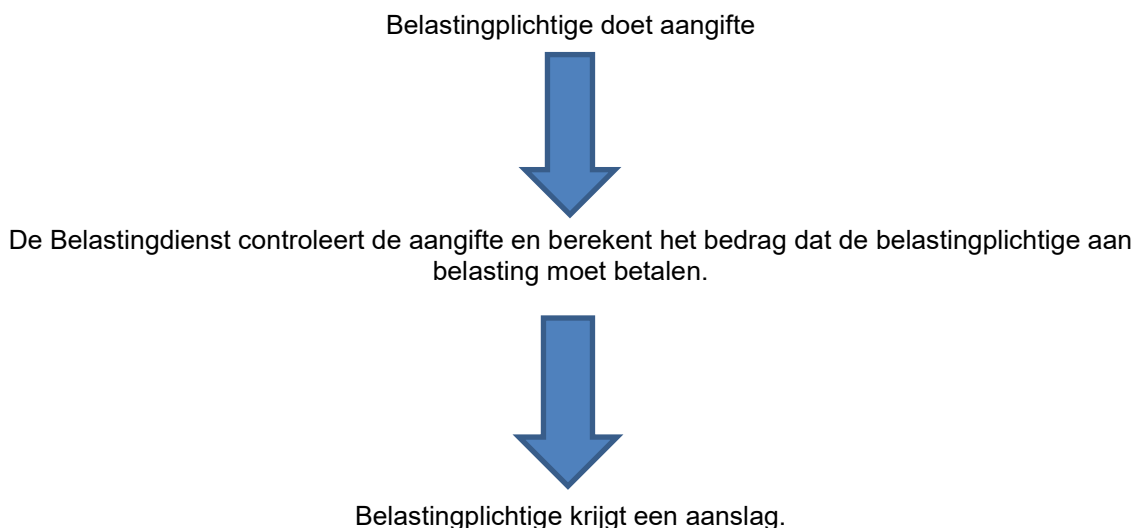 Belastingplichtige doet aangifte
De Belastingdienst controleert de aangifte en berekent het bedrag dat de belastingplichtige aan
belasting moet betalen.
Belastingplichtige krijgt een aanslag.